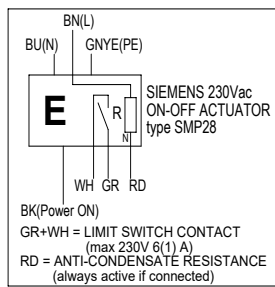 BN(L)
BU(N) GNYE(PE)
SIEMENS 230Vac
ON-OFF ACTUATOR
type SMP28
E
R
N
WH GR RD
BK(Power ON)
GR+WH = LIMIT SWITCH CONTACT
(max 230V 6(1) A)
RD = ANTI-CONDENSATE RESISTANCE
(always active if connected)